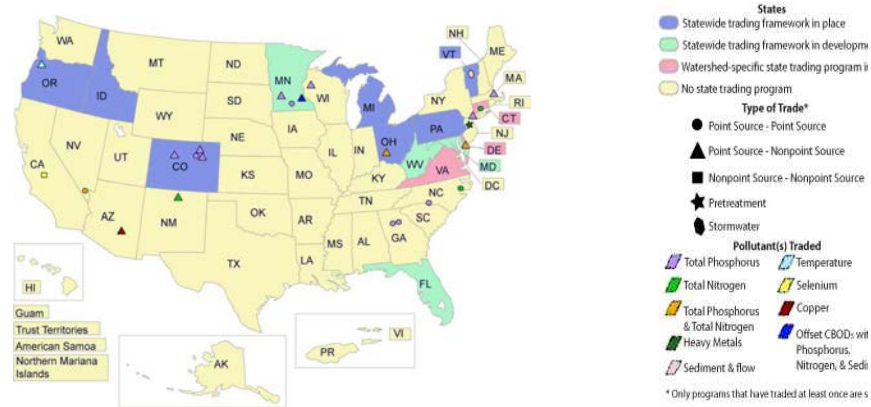 WA
OR
ID
MT
ND
MN
SD
WY
NE
IA
WI
MI
NV
UT
CO
KS
MO
IL
IN
OH
KY
WV
VA
PA
NY
VT
NH
ME
MA
RI
CT
NJ
DE
MD
DC
CA
AZ
NM
OK
AR
TN
NC
SC
MS
AL
GA
TX
LA
FL
HI
AK
PR
VI
Guam
Trust Territories
American Samoa
Northern Mariana
Islands
States
Statewide trading framework in place
Statewide trading framework in developme
Watershed-specific state trading program i
No state trading program
Type of Trade*
Point Source - Point Source
Point Source - Nonpoint Source
Nonpoint Source - Nonpoint Source
Pretreatment
Stormwater
Pollutant(s) Traded
Total Phosphorus
Total Nitrogen
Total Phosphorus
& Total Nitrogen
Heavy Metals
Sediment & flow
Temperature
Selenium
Copper
Offset CBOD5 wit
Phosphorus,
Nitrogen, & Sedi
* Only programs that have traded at least once are s